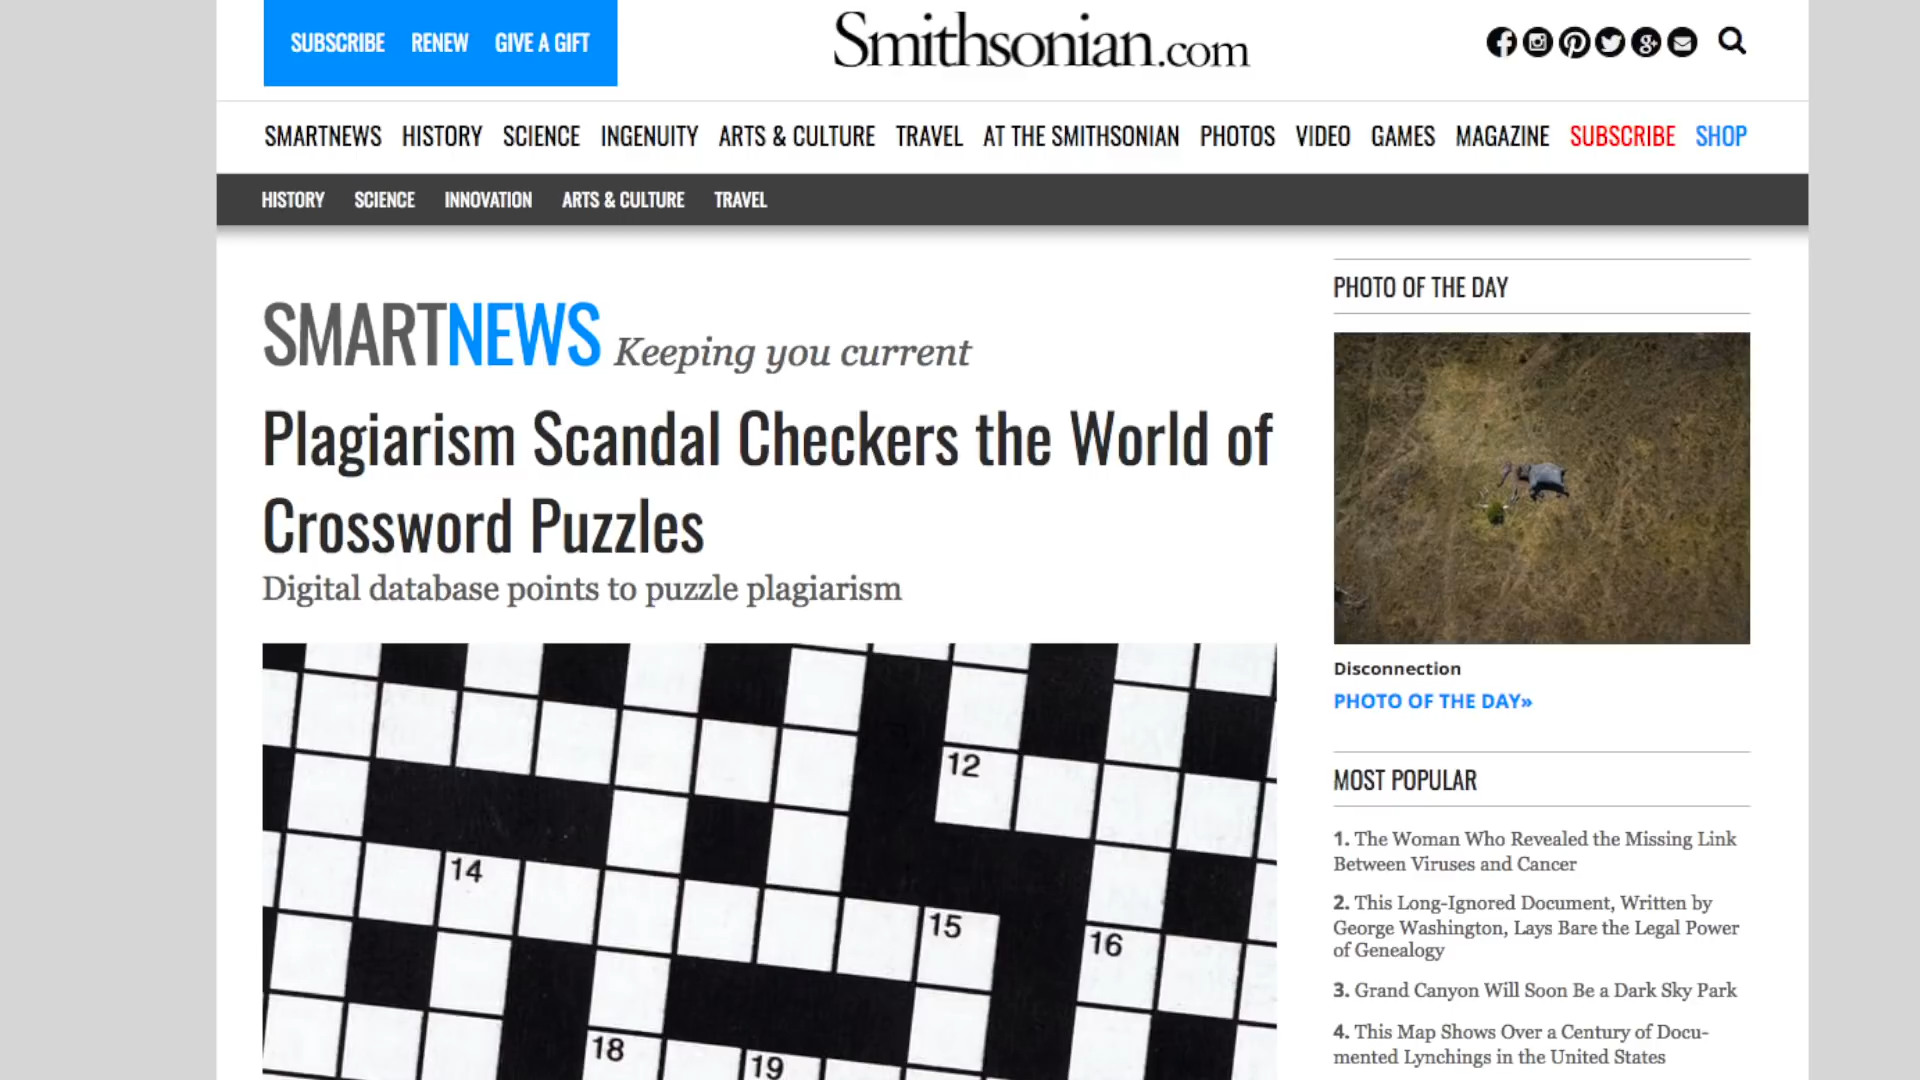 SUBSCRIBE RENEW GIVE A GIFT
Smithsonian.com
SMARTNEWS HISTORY SCIENCE INGENUITY ARTS & CULTURE TRAVEL AT THE SMITHSONIAN PHOTOS VIDEO GAMES MAGAZINE SUBSCRIBE SHOP
HISTORY SCIENCE INNOVATION ARTS & CULTURE TRAVEL
SMARTNEWS Keeping you current
Plagiarism Scandal Checkers the World of
Crossword Puzzles
Digital database points to puzzle plagiarism
12
14
15
16
18
19
PHOTO OF THE DAY
Disconnection
PHOTO OF THE DAY»
MOST POPULAR
1. The Woman Who Revealed the Missing Link
Between Viruses and Cancer
2. This Long-Ignored Document, Written by
George Washington, Lays Bare the Legal Power
of Genealogy
3. Grand Canyon Will Soon Be a Dark Sky Park
4. This Map Shows Over a Century of Docu-
mented Lynchings in the United States